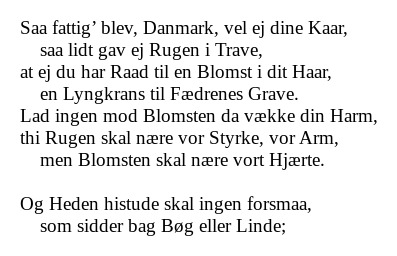 Saa fattig’ blev, Danmark, vel ej dine Kaar,
saa lidt gav ej Rugen i Trave,
at ej du har Raad til en Blomst i dit Haar,
en Lyngkrans til Fædrenes Grave.
Lad ingen mod Blomsten da vække din Harm,
thi Rugen skal nære vor Styrke, vor Arm,
men Blomsten skal nære vort Hjærte.

Og Heden histude skal ingen forsmaa,
som sidder bag Bøg eller Linde;